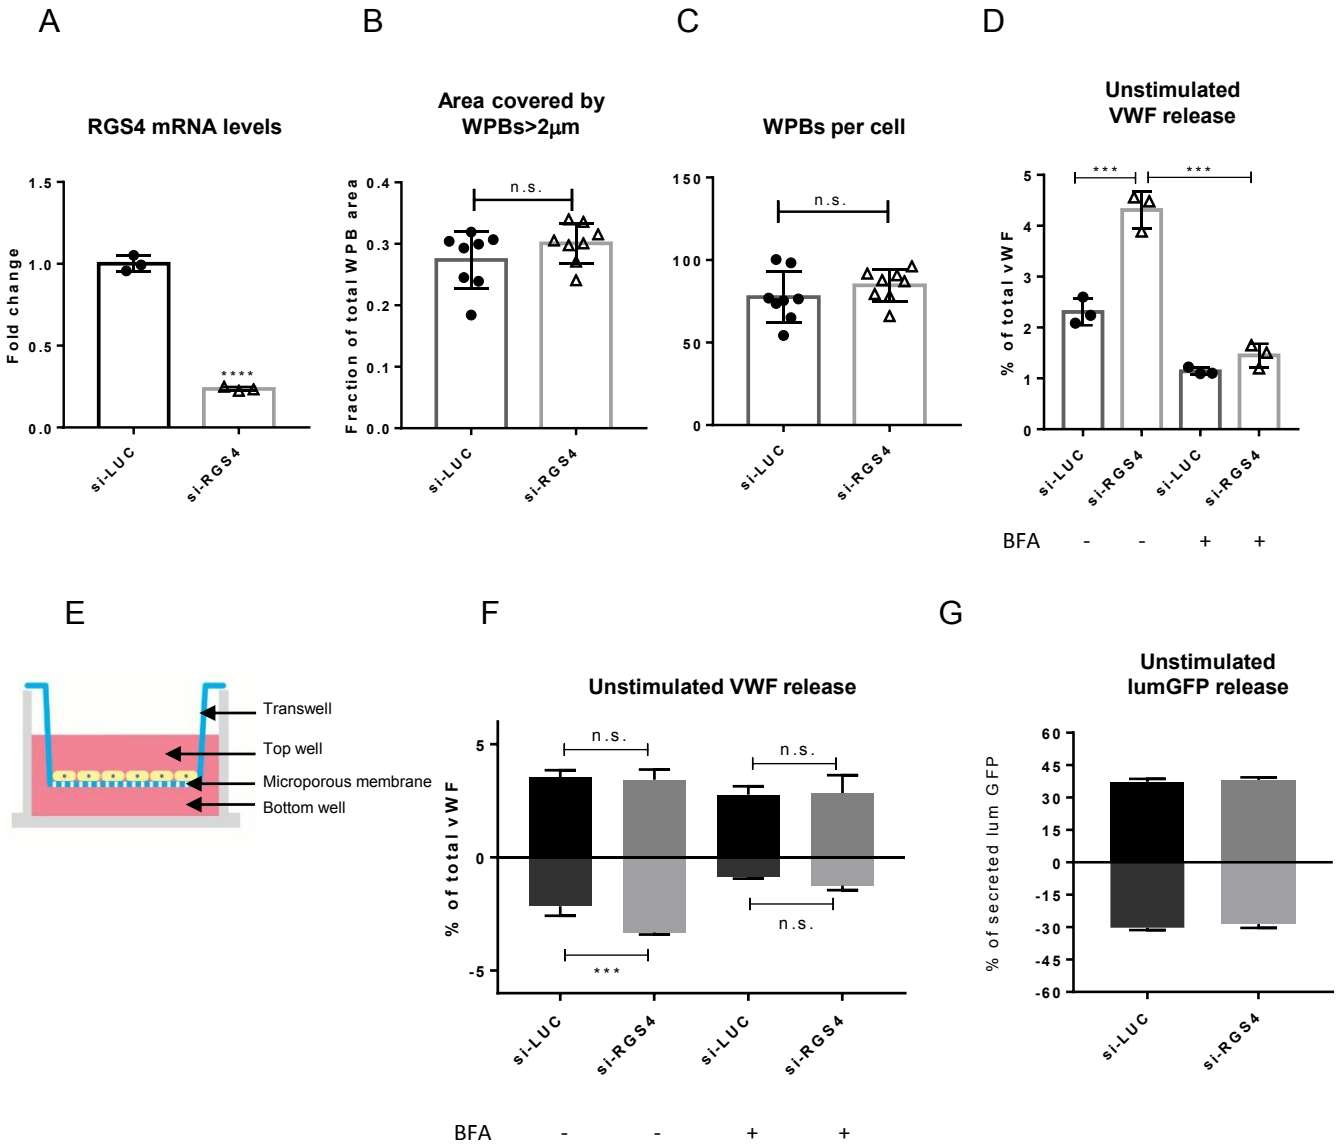 A
B
C
D
RGS4 mRNA levels
Fold change
1.5
1.0
0.5
0.0
****
si-LUC
si-RGS4
Area covered by
WPBs>2μm
Fraction of total WPB area
0.4
0.3
0.2
0.1
0.0
n.s.
si-LUC
si-RGS4
WPBs per cell
150
100
50
0
n.s.
si-LUC
si-RGS4
Unstimulated
VWF release
% of total vWF
5
4
3
2
1
0
***
***
si-LUC
si-RGS4
si-LUC
si-RGS4
BFA - - + +
E
F
G
Transwell
Top well
Microporous membrane
Bottom well
Unstimulated VWF release
% of total vWF
5
0
-5
n.s.
n.s.
***
n.s.
si-LUC
si-RGS4
si-LUC
si-RGS4
BFA - - + +
Unstimulated
lumGFP release
% of secreted lum GFP
60
45
30
15
0
-15
-30
-45
-60
si-LUC
si-RGS4